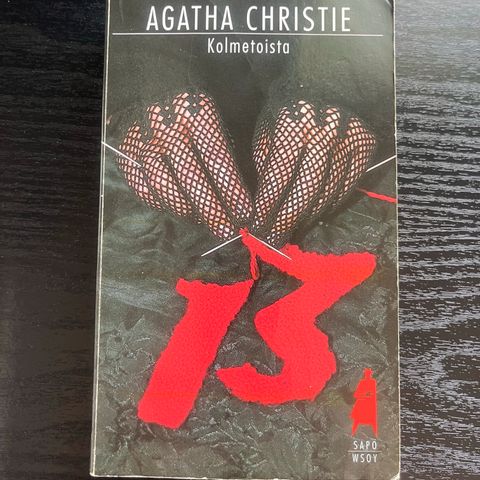 AGATHA CHRISTIE
Kolmetoista
13
SAPO
WSOY